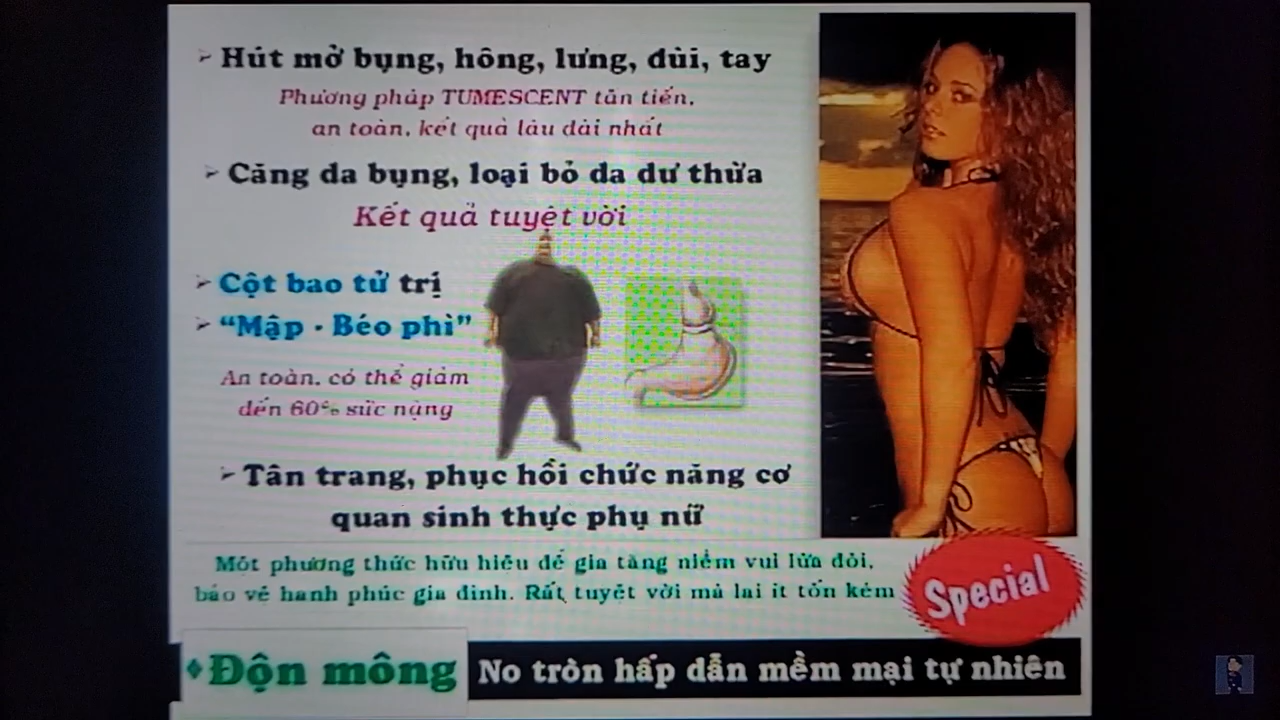 ➢ Hút mở bụng, hông, lưng, đùi, tay
Phương pháp TUMESCENT tân tiến,
an toàn, kết quả lâu dài nhất
➢ Căng da bụng, loại bỏ da dư thừa
Kết quả tuyệt vời
➢ Cột bao tử trị
➢ “Mập - Béo phì”
An toàn, có thể giảm
đến 60% sức nặng
➢ Tân trang, phục hồi chức năng cơ
quan sinh thực phụ nữ
Một phương thức hữu hiệu để gia tăng niềm vui lứa đôi,
bảo vệ hạnh phúc gia đình. Rất tuyệt vời mà lại ít tốn kém
Special
♦Độn mông No tròn hấp dẫn mềm mại tự nhiên